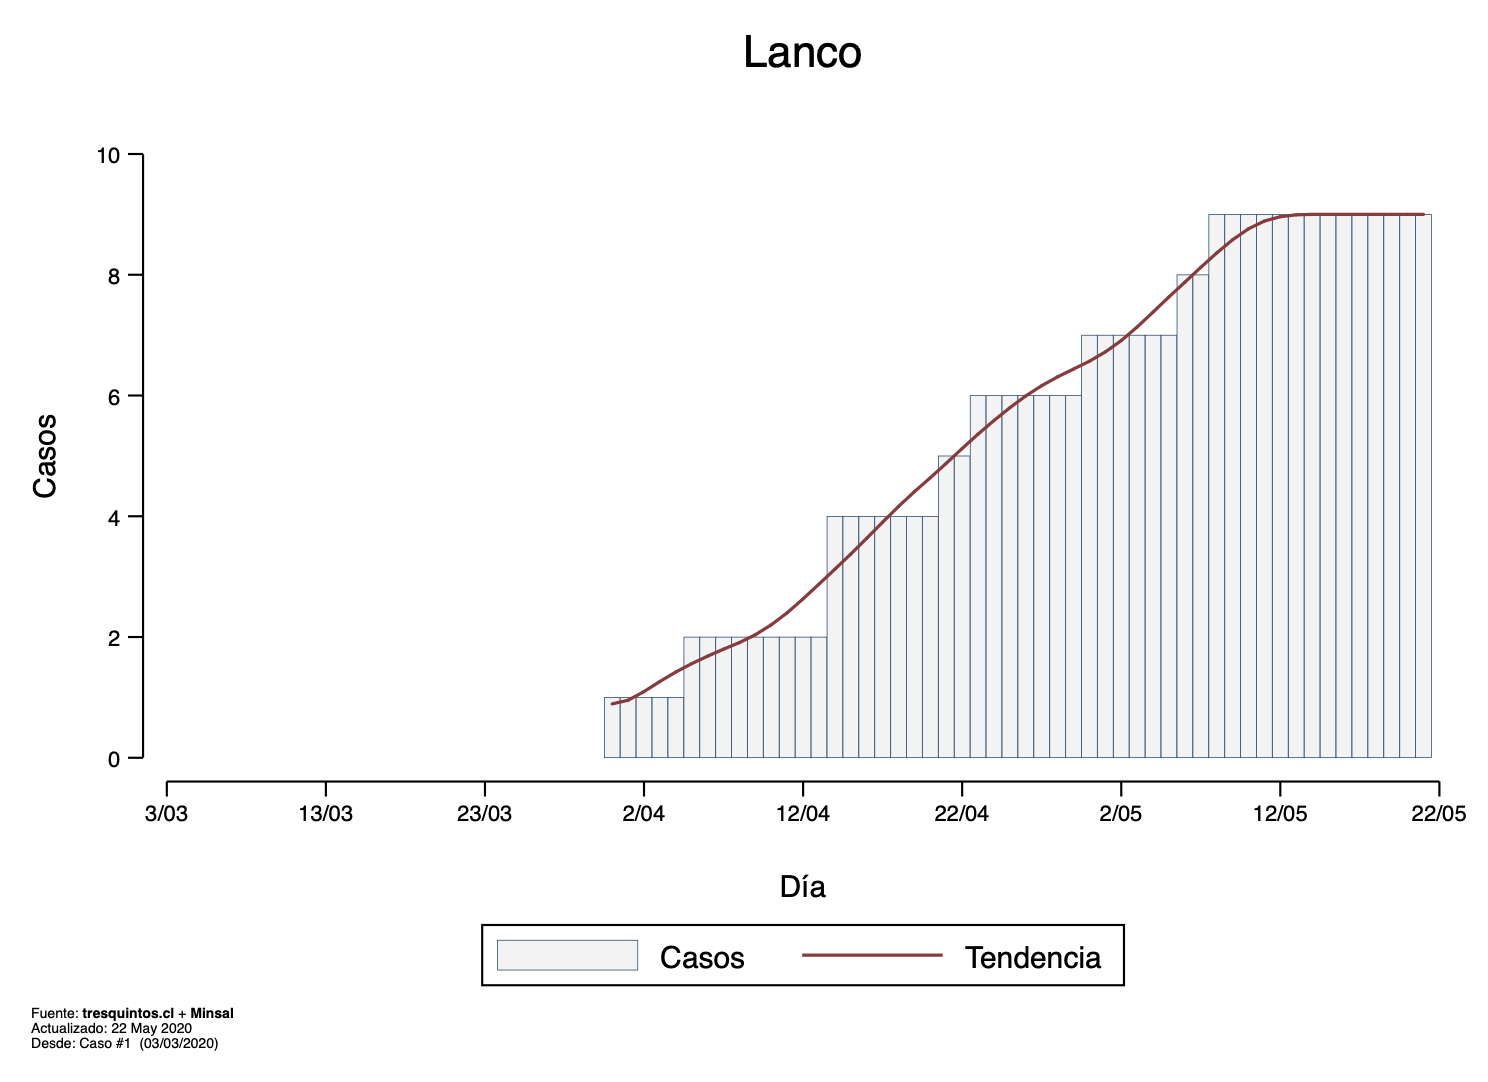 Lanco
10
8
6
4
2
0
Casos
3/03 13/03 23/03 2/04 12/04 22/04 2/05 12/05 22/05
Día
Casos Tendencia
Fuente: tresquintos.cl + Minsal
Actualizado: 22 May 2020
Desde: Caso #1 (03/03/2020)